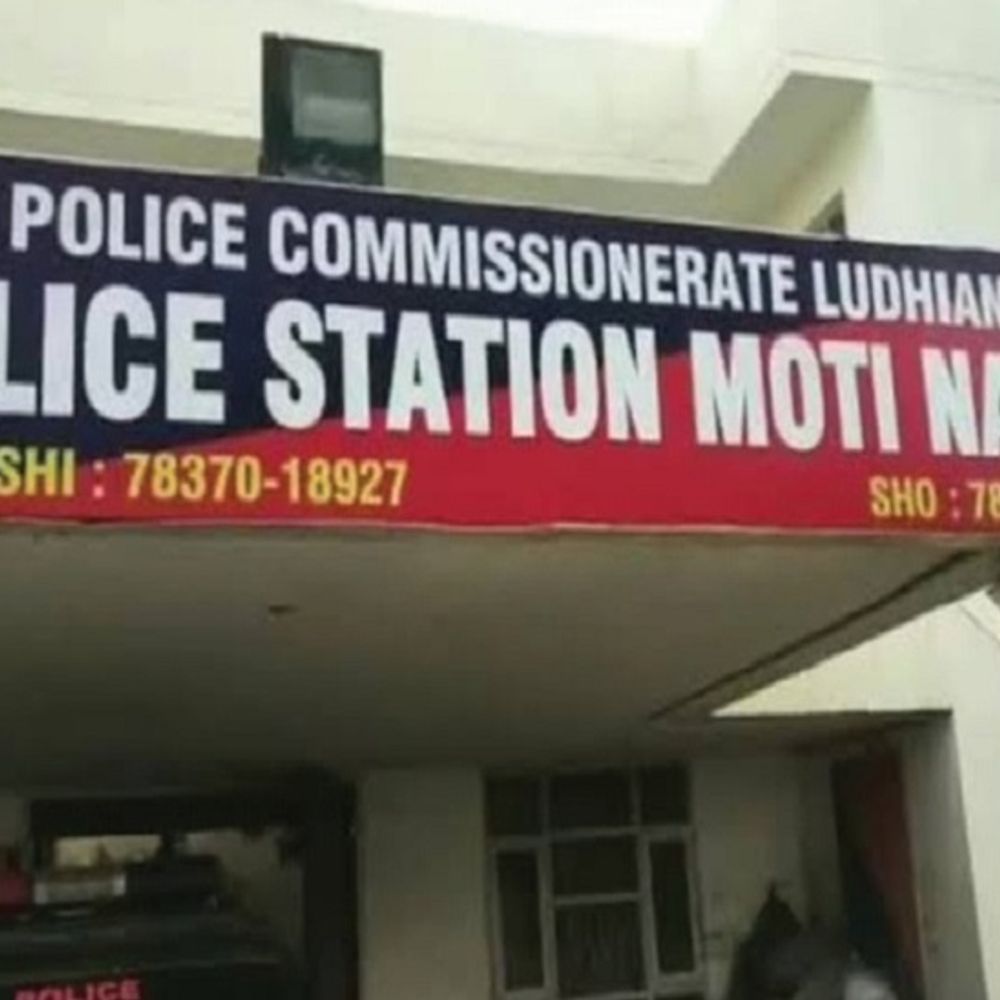 POLICE COMMISSIONERATE LUDHIAN
LICE STATION MOTI NA
SHI : 78370-18927
SHO : 78
POLICE